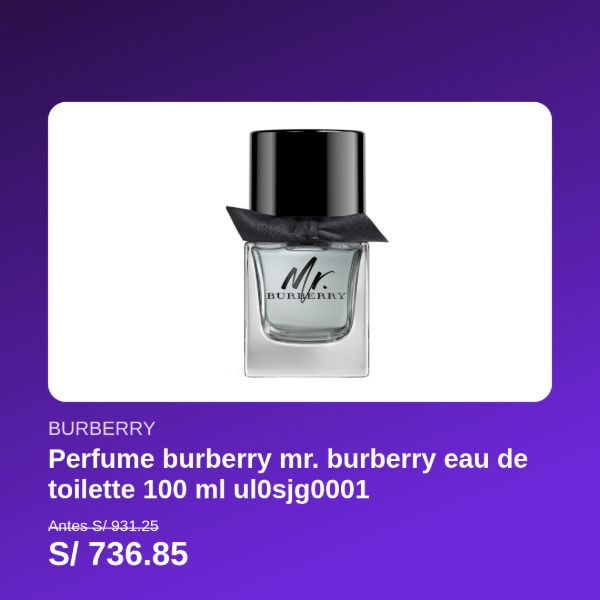 Mr.
BURBERRY
BURBERRY
Perfume burberry mr. burberry eau de
toilette 100 ml ul0sjg0001
Antes S/ 931.25
S/ 736.85